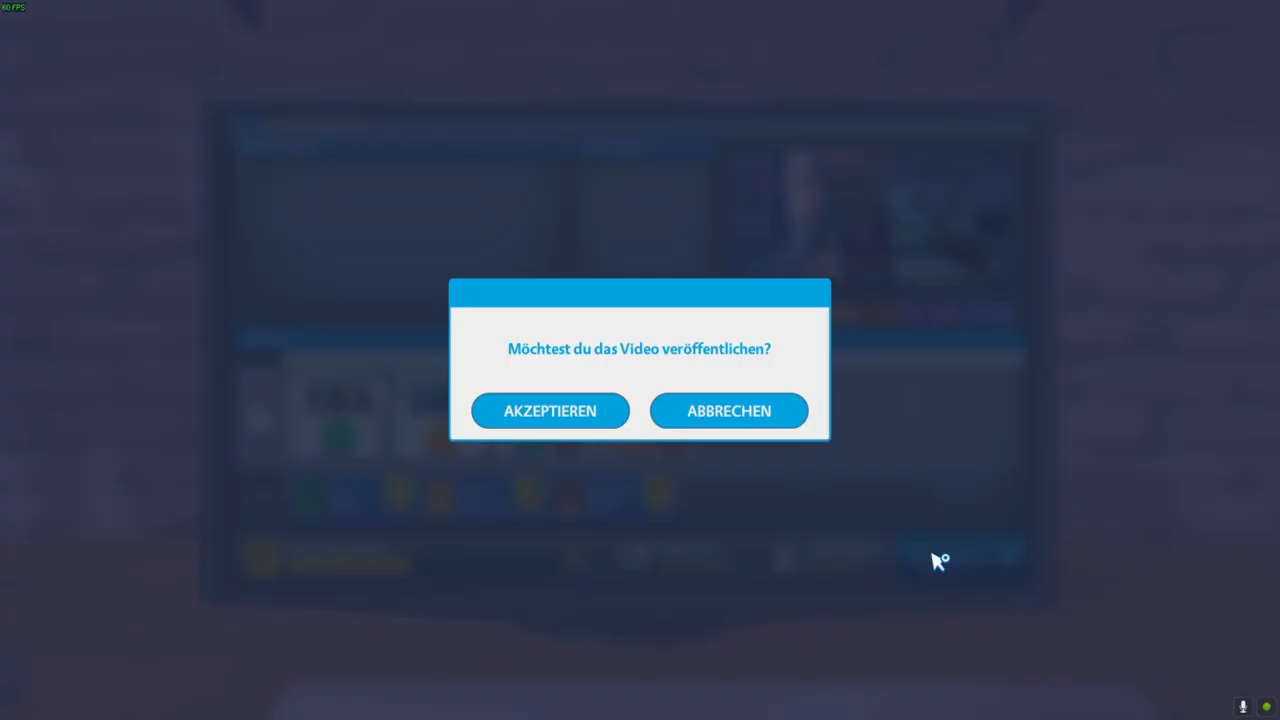 60 FPS
Möchtest du das Video veröffentlichen?
AKZEPTIEREN
ABBRECHEN